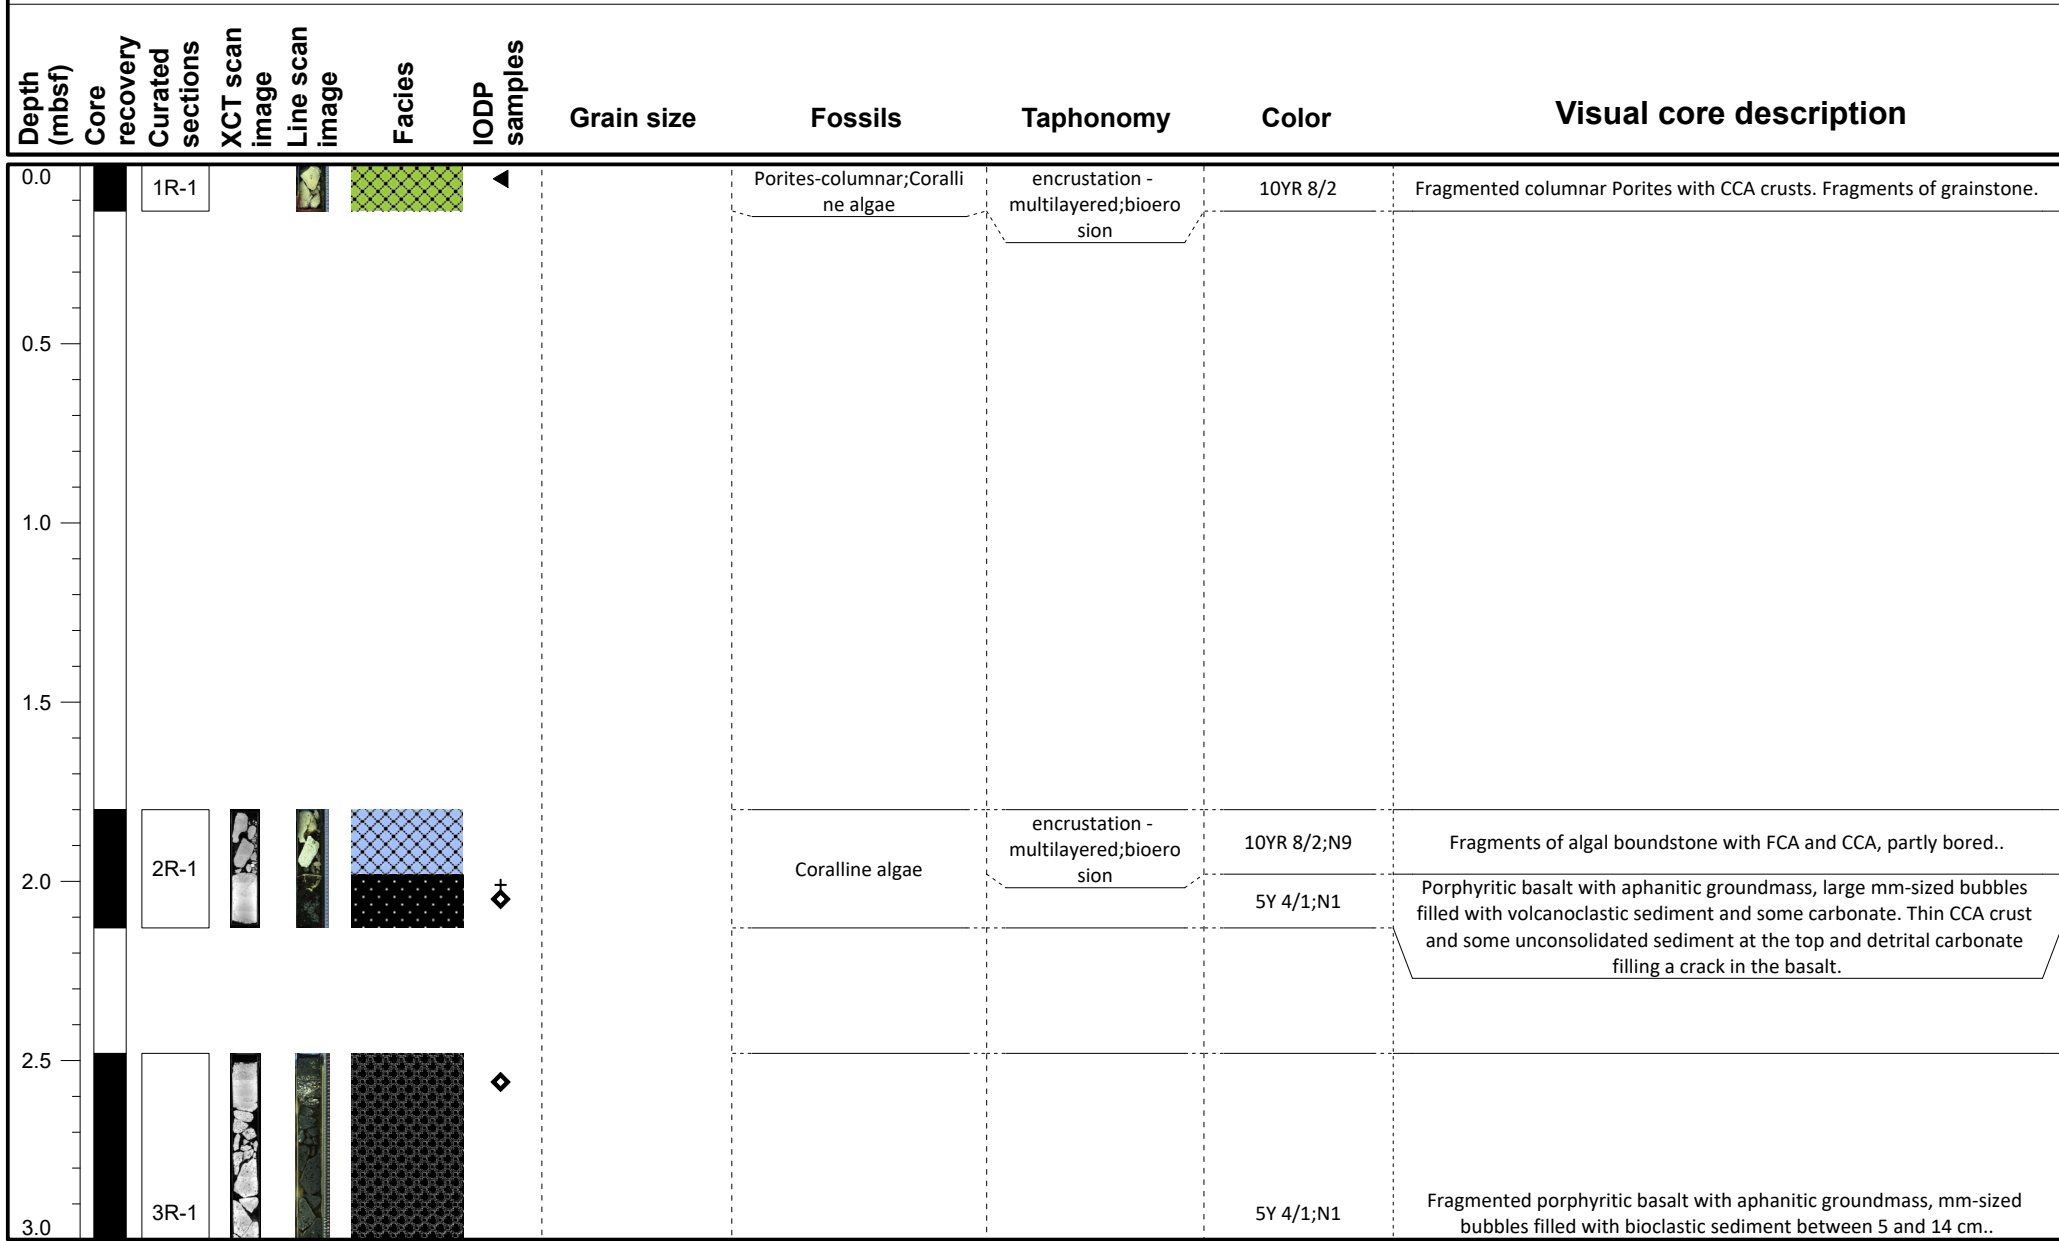 Depth
(mbsf)
Core
recovery
Curated
sections
XCT scan
image
Line scan
image
Facies
IODP
samples
Grain size
Fossils
Taphonomy
Color
Visual core description
0.0
1R-1
Porites-columnar;Coralli
ne algae
encrustation -
multilayered;bioero
sion
10YR 8/2
Fragmented columnar Porites with CCA crusts. Fragments of grainstone.
0.5
1.0
1.5
2R-1
Coralline algae
encrustation -
multilayered;bioero
sion
10YR 8/2;N9
Fragments of algal boundstone with FCA and CCA, partly bored..
2.0
5Y 4/1;N1
Porphyritic basalt with aphanitic groundmass, large mm-sized bubbles
filled with volcanoclastic sediment and some carbonate. Thin CCA crust
and some unconsolidated sediment at the top and detrital carbonate
filling a crack in the basalt.
2.5
3R-1
5Y 4/1;N1
Fragmented porphyritic basalt with aphanitic groundmass, mm-sized
bubbles filled with bioclastic sediment between 5 and 14 cm..
3.0